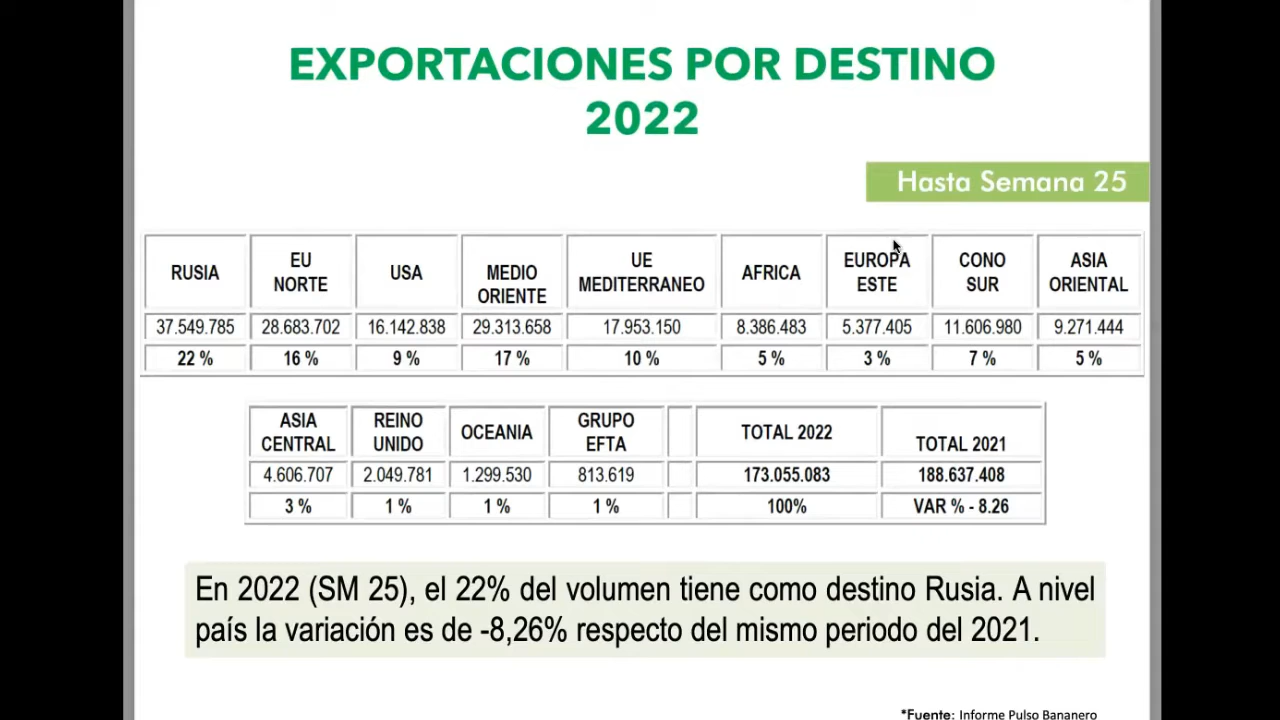 EXPORTACIONES POR DESTINO
2022
Hasta Semana 25
RUSIA EU NORTE USA MEDIO ORIENTE UE MEDITERRANEO AFRICA EUROPA ESTE CONO SUR ASIA ORIENTAL
37.549.785 28.683.702 16.142.838 29.313.658 17.953.150 8.386.483 5.377.405 11.606.980 9.271.444
22 % 16 % 9 % 17 % 10 % 5 % 3 % 7 % 5 %
ASIA CENTRAL REINO UNIDO OCEANIA GRUPO EFTA TOTAL 2022 TOTAL 2021
4.606.707 2.049.781 1.299.530 813.619 173.055.083 188.637.408
3 % 1 % 1 % 1 % 100% VAR % - 8.26
En 2022 (SM 25), el 22% del volumen tiene como destino Rusia. A nivel
país la variación es de -8,26% respecto del mismo periodo del 2021.
*Fuente: Informe Pulso Bananero